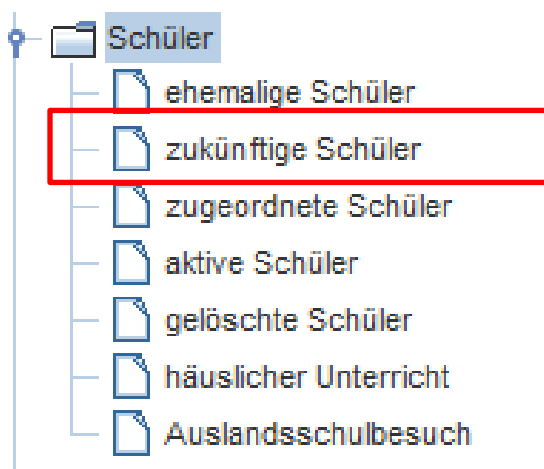 Schüler
ehemalige Schüler
zukünftige Schüler
zugeordnete Schüler
aktive Schüler
gelöschte Schüler
häuslicher Unterricht
Auslandsschulbesuch